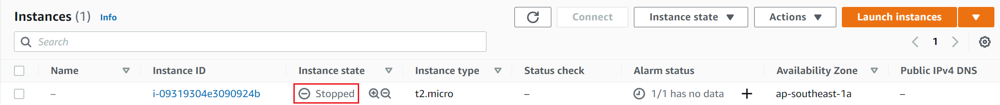 Instances (1) Info Connect Instance state Actions Launch instances
Search 1
Name Instance ID Instance state Instance type Status check Alarm status Availability Zone Public IPv4 DNS
– i-09319304e3090924b Stopped t2.micro – 1/1 has no data + ap-southeast-1a –